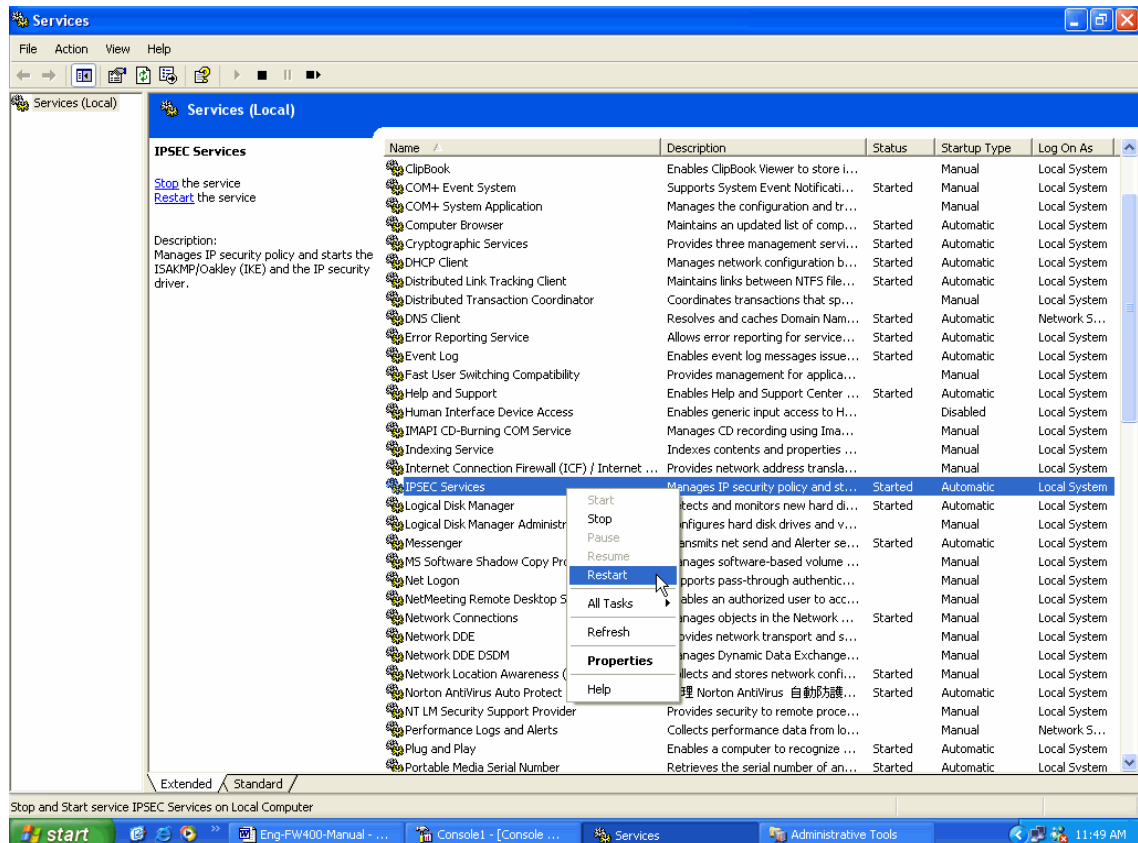 Services
File Action View Help
Services (Local)
Services (Local)
IPSEC Services
Stop the service
Restart the service
Description:
Manages IP security policy and starts the
ISAKMP/Oakley (IKE) and the IP security
driver.
Name Description Status Startup Type Log On As
ClipBook Enables ClipBook Viewer to store i... Manual Local System
COM+ Event System Supports System Event Notificati... Started Manual Local System
COM+ System Application Manages the configuration and tr... Manual Local System
Computer Browser Maintains an updated list of comp... Started Automatic Local System
Cryptographic Services Provides three management servi... Started Automatic Local System
DHCP Client Manages network configuration b... Started Automatic Local System
Distributed Link Tracking Client Maintains links between NTFS file... Started Automatic Local System
Distributed Transaction Coordinator Coordinates transactions that sp... Manual Local System
DNS Client Resolves and caches Domain Nam... Started Automatic Network S...
Error Reporting Service Allows error reporting for service... Started Automatic Local System
Event Log Enables event log messages issue... Started Automatic Local System
Fast User Switching Compatibility Provides management for applica... Manual Local System
Help and Support Enables Help and Support Center ... Started Automatic Local System
Human Interface Device Access Enables generic input access to H... Disabled Local System
IMAPI CD-Burning COM Service Manages CD recording using Ima... Manual Local System
Indexing Service Indexes contents and properties ... Manual Local System
Internet Connection Firewall (ICF) / Internet ... Provides network address transla... Manual Local System
IPSEC Services Manages IP security policy and st... Started Automatic Local System
Logical Disk Manager etects and monitors new hard di... Started Automatic Local System
Logical Disk Manager Administr nfigures hard disk drives and v... Manual Local System
Messenger ansmits net send and Alerter se... Started Automatic Local System
MS Software Shadow Copy Pro anages software-based volume ... Manual Local System
Net Logon pports pass-through authentic... Manual Local System
NetMeeting Remote Desktop S ables an authorized user to acc... Manual Local System
Network Connections anages objects in the Network ... Started Manual Local System
Network DDE ovides network transport and s... Manual Local System
Network DDE DSDM anages Dynamic Data Exchange... Manual Local System
Network Location Awareness ( llects and stores network confi... Started Manual Local System
Norton AntiVirus Auto Protect 理 Norton AntiVirus 自動防護... Started Automatic Local System
NT LM Security Support Provider Provides security to remote proce... Manual Local System
Performance Logs and Alerts Collects performance data from lo... Manual Network S...
Plug and Play Enables a computer to recognize ... Started Automatic Local System
Portable Media Serial Number Retrieves the serial number of an... Started Automatic Local System
Start
Stop
Pause
Resume
Restart
All Tasks
Refresh
Properties
Help
Extended Standard
Stop and Start service IPSEC Services on Local Computer
start Eng-FW400-Manual - ... Console1 - [Console ... Services Administrative Tools 11:49 AM